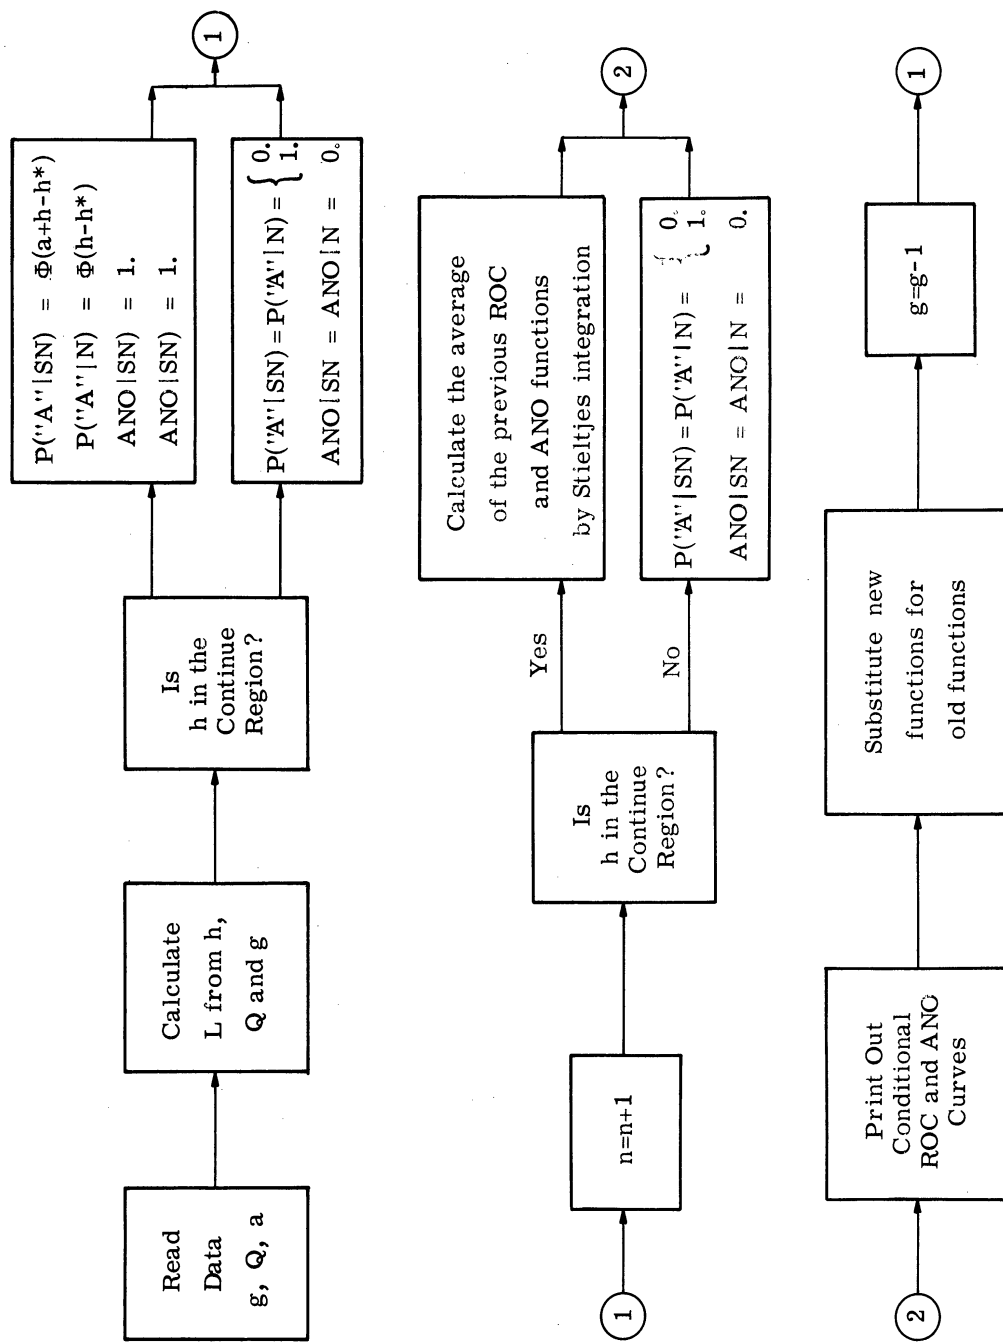 Read
Data
g, Q, a
Calculate
L from h,
Q and g
Is
h in the
Continue
Region?
P("A"|SN) = Φ(a+h-h*)
P("A"|N) = Φ(h-h*)
ANO|SN) = 1.
ANO|SN) = 1.
P("A"|SN) = P("A"|N) = { 0.
1.
ANO|SN = ANO|N = 0.
1
1
n=n+1
Is
h in the
Continue
Region?
Yes
No
Calculate the average
of the previous ROC
and ANO functions
by Stieltjes integration
P("A"|SN) = P("A"|N) = { 0.
1.
ANO|SN = ANO|N = 0.
2
2
Print Out
Conditional
ROC and ANO
Curves
Substitute new
functions for
old functions
g=g-1
1